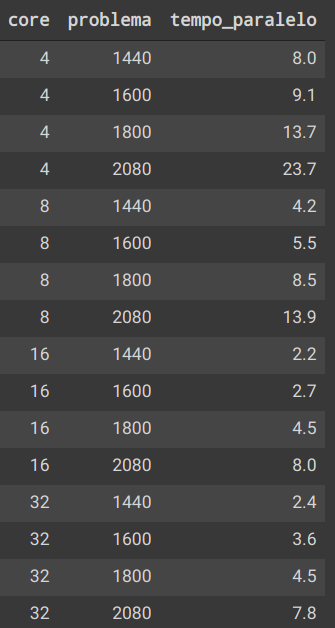 core problema tempo_paralelo
4 1440 8.0
4 1600 9.1
4 1800 13.7
4 2080 23.7
8 1440 4.2
8 1600 5.5
8 1800 8.5
8 2080 13.9
16 1440 2.2
16 1600 2.7
16 1800 4.5
16 2080 8.0
32 1440 2.4
32 1600 3.6
32 1800 4.5
32 2080 7.8